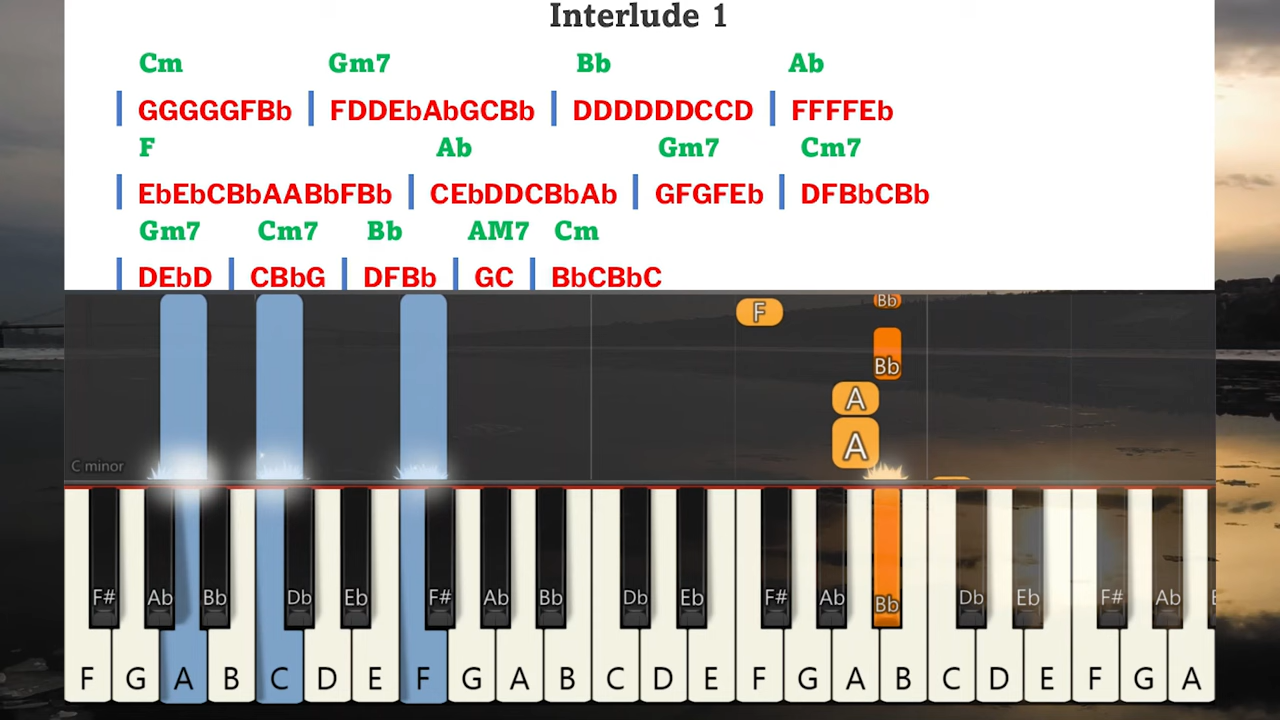 Interlude 1
Cm Gm7 Bb Ab
| GGGGGFBb | FDDEbAbGCBb | DDDDDDCCD | FFFFEb
F Ab Gm7 Cm7
| EbEbCBbAABbFBb | CEbDDCBbAb | GFGFEb | DFBbCBb
Gm7 Cm7 Bb AM7 Cm
| DEbD | CBbG | DFBb | GC | BbCBbC
Bb
F
Bb
A
A
C minor
F# Ab Bb Db Eb F# Ab Bb Db Eb F# Ab Bb Db Eb F# Ab
F G A B C D E F G A B C D E F G A B C D E F G A